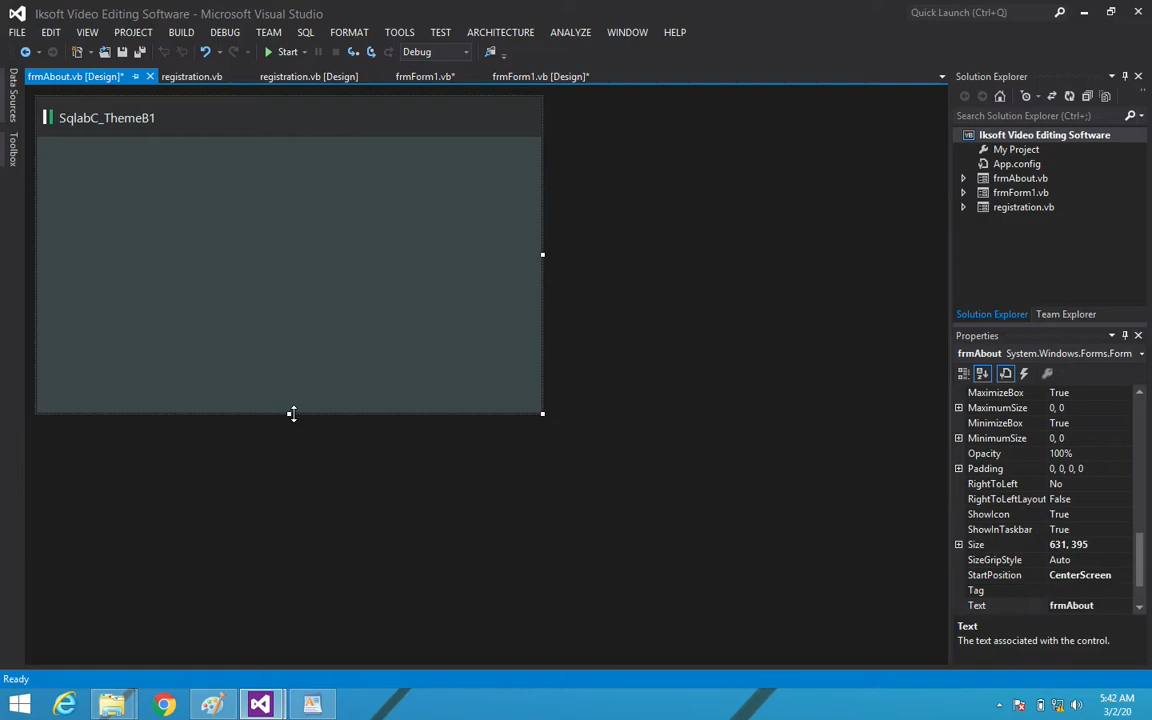 Iksoft Video Editing Software - Microsoft Visual Studio
Quick Launch (Ctrl+Q)
FILE EDIT VIEW PROJECT BUILD DEBUG TEAM SQL FORMAT TOOLS TEST ARCHITECTURE ANALYZE WINDOW HELP
Start Debug
Data Sources
Toolbox
frmAbout.vb [Design]* registration.vb registration.vb [Design] frmForm1.vb* frmForm1.vb [Design]*
SqlabC_ThemeB1
Solution Explorer
Search Solution Explorer (Ctrl+;)
Iksoft Video Editing Software
My Project
App.config
frmAbout.vb
frmForm1.vb
registration.vb
Solution Explorer Team Explorer
Properties
frmAbout System.Windows.Forms.Form
MaximizeBox True
MaximumSize 0, 0
MinimizeBox True
MinimumSize 0, 0
Opacity 100%
Padding 0, 0, 0, 0
RightToLeft No
RightToLeftLayout False
ShowIcon True
ShowInTaskbar True
Size 631, 395
SizeGripStyle Auto
StartPosition CenterScreen
Tag
Text frmAbout
Text
The text associated with the control.
Ready
5:42 AM
3/2/20